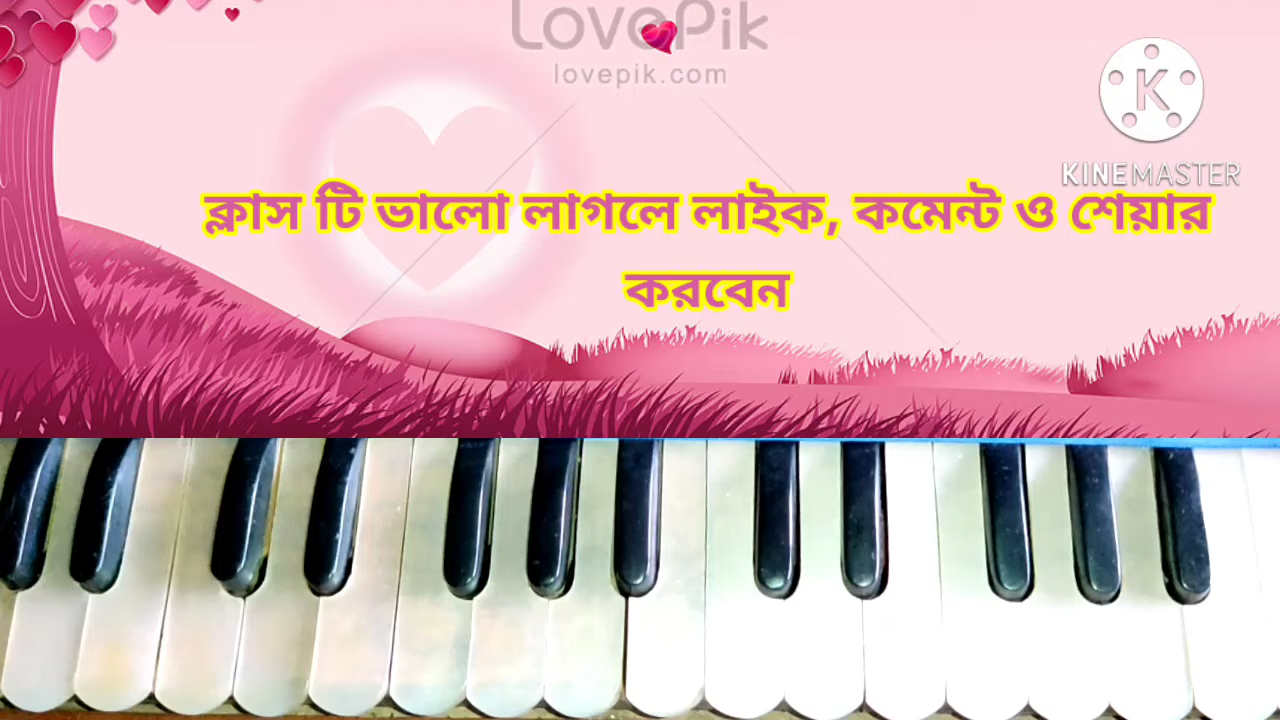 LovePik
lovepik.com
K
KINEMASTER
ক্লাস টি ভালো লাগলে লাইক, কমেন্ট ও শেয়ার
করবেন